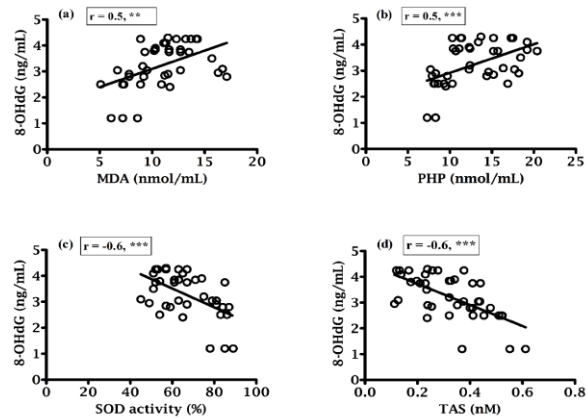 (a)
r = 0.5, **
5
4
3
2
1
0
8-OHdG (ng/mL)
0
5
10
15
20
MDA (nmol/mL)
(b)
r = 0.5, ***
5
4
3
2
1
0
8-OHdG (ng/mL)
0
5
10
15
20
25
PHP (nmol/mL)
(c)
r = -0.6, ***
5
4
3
2
1
0
8-OHdG (ng/mL)
0
20
40
60
80
100
SOD activity (%)
(d)
r = -0.6, ***
5
4
3
2
1
0
8-OHdG (ng/mL)
0.0
0.2
0.4
0.6
0.8
TAS (nM)